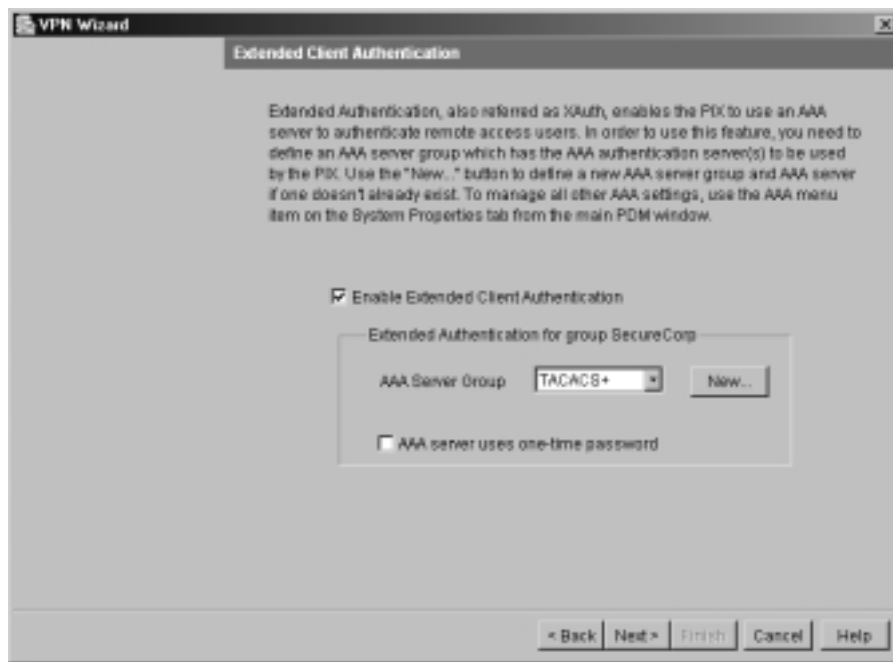 VPN Wizard
Extended Client Authentication
Extended Authentication, also referred as XAuth, enables the PIX to use an AAA
server to authenticate remote access users. In order to use this feature, you need to
define an AAA server group which has the AAA authentication server(s) to be used
by the PIX. Use the "New..." button to define a new AAA server group and AAA server
if one doesn't already exist. To manage all other AAA settings, use the AAA menu
item on the System Properties tab from the main PDM window.
Enable Extended Client Authentication
Extended Authentication for group SecureCorp
AAA Server Group TACACS+ New...
AAA server uses one-time password
< Back Next > Finish Cancel Help